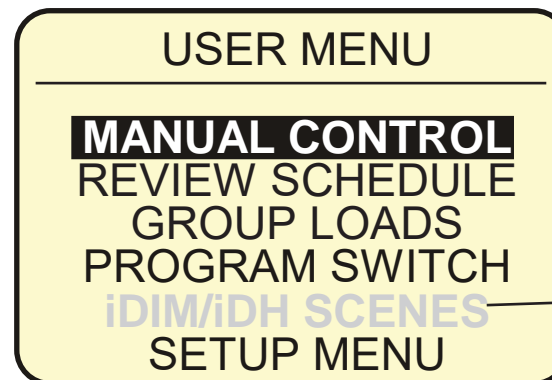 USER MENU
MANUAL CONTROL
REVIEW SCHEDULE
GROUP LOADS
PROGRAM SWITCH
iDIM/iDH SCENES
SETUP MENU